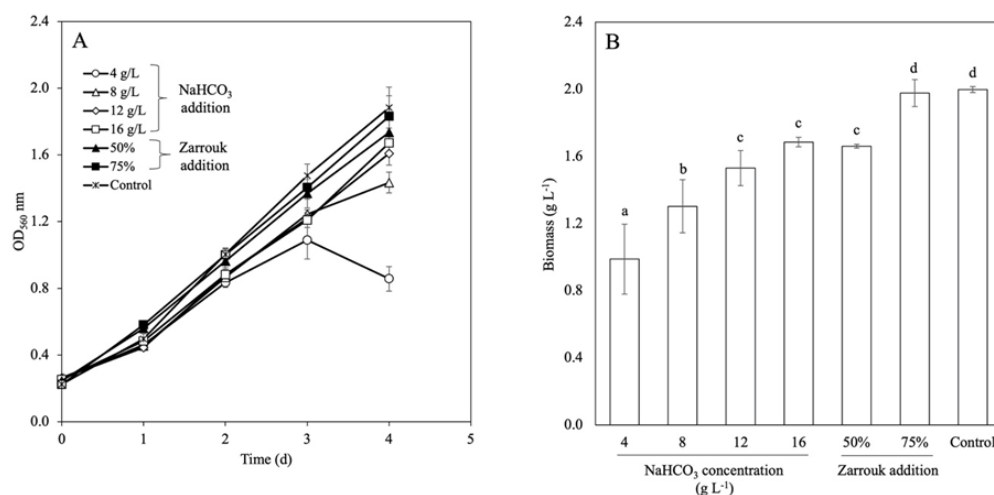 2.4
2.0
1.6
1.2
0.8
0.4
0.0
OD560 nm
A
4 g/L
8 g/L
12 g/L
16 g/L
50%
75%
Control
NaHCO3
addition
Zarrouk
addition
0 1 2 3 4 5
Time (d)
2.4
2.0
1.6
1.2
0.8
0.4
0.0
Biomass (g L-1)
B
a b c c c d d
4 8 12 16 50% 75% Control
NaHCO3 concentration Zarrouk addition
(g L-1)